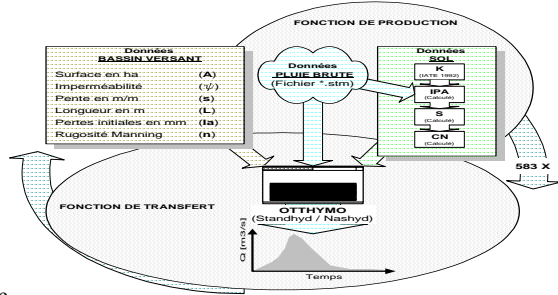 FONCTION DE PRODUCTION
Données
BASSIN VERSANT
Surface en ha (A)
Imperméabilité (ψ)
Pente en m/m (s)
Longueur en m (L)
Pertes initiales en mm (Ia)
Rugosité Manning (n)
Données
PLUIE BRUTE
(Fichier *.stm)
Données
SOL
K
(IATE 1992)
IPA
(Calculé)
S
(Calculé)
CN
(Calculé)
583 X
FONCTION DE TRANSFERT
OTTHYMO
(Standhyd / Nashyd)
Q [m3/s]
Temps